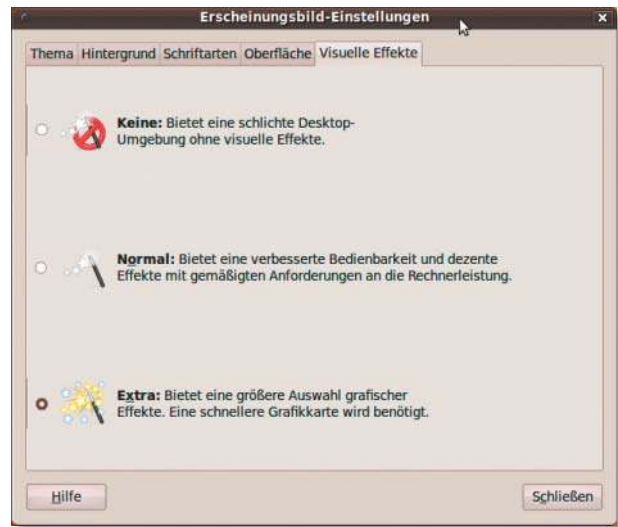 Erscheinungsbild-Einstellungen
Thema Hintergrund Schriftarten Oberfläche Visuelle Effekte
Keine: Bietet eine schlichte Desktop-
Umgebung ohne visuelle Effekte.
Normal: Bietet eine verbesserte Bedienbarkeit und dezente
Effekte mit gemäßigten Anforderungen an die Rechnerleistung.
Extra: Bietet eine größere Auswahl grafischer
Effekte. Eine schnellere Grafikkarte wird benötigt.
Hilfe Schließen